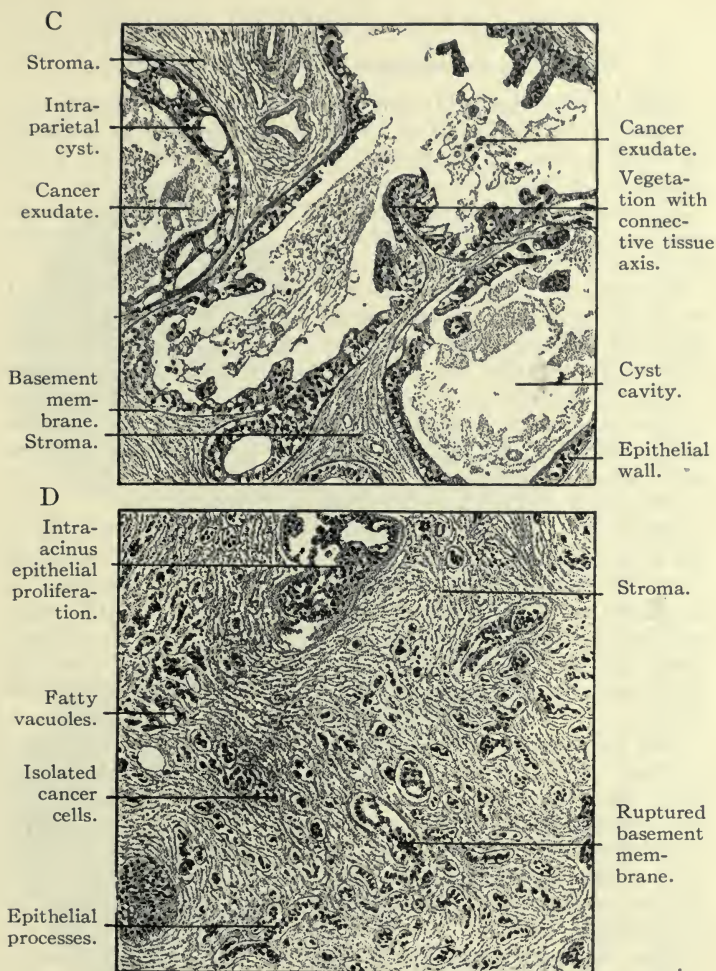 C
Stroma.
Intra-
parietal
cyst.
Cancer
exudate.
Basement
mem-
brane.
Stroma.
Cancer
exudate.
Vegeta-
tion with
connec-
tive tissue
axis.
Cyst
cavity.
Epithelial
wall.
D
Intra-
acinus
epithelial
prolifera-
tion.
Fatty
vacuoles.
Isolated
cancer
cells.
Epithelial
processes.
Stroma.
Ruptured
basement
mem-
brane.